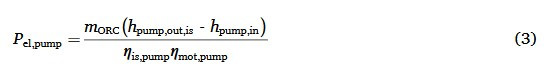 P_el,pump = m_ORC(h_pump,out,is - h_pump,in) / η_is,pump η_mot,pump (3)